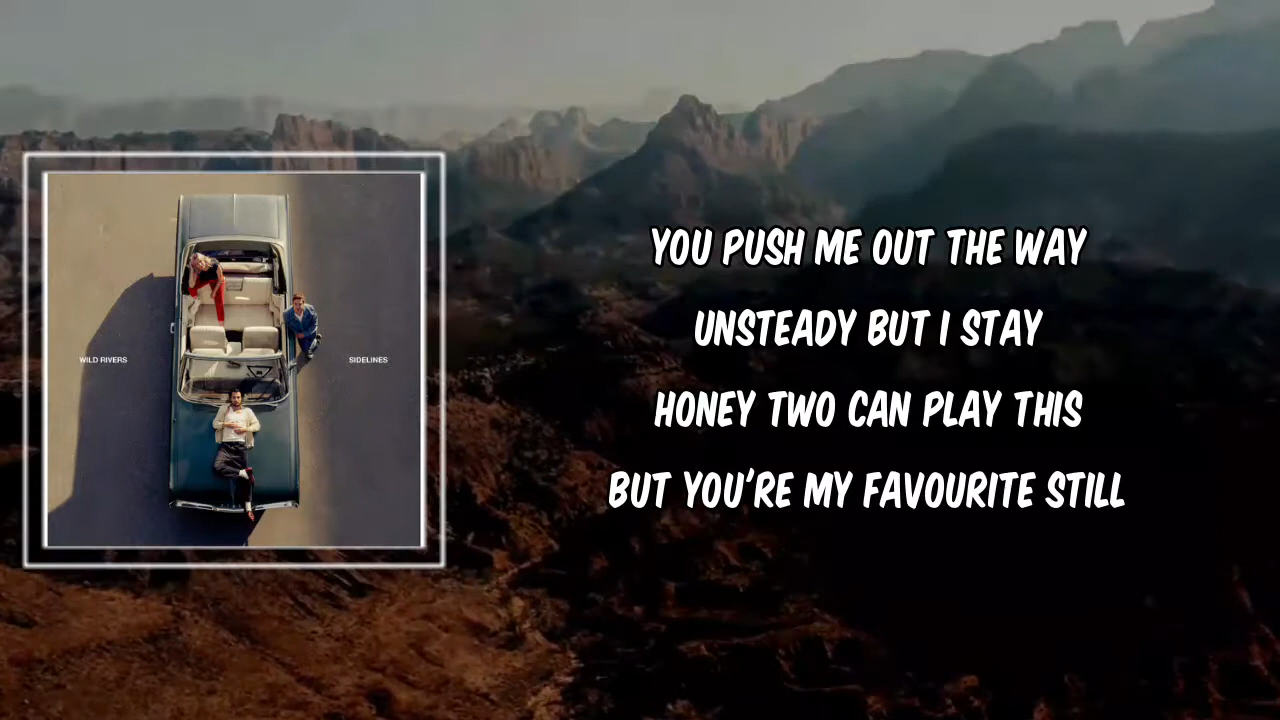 WILD RIVERS
SIDELINES
YOU PUSH ME OUT THE WAY
UNSTEADY BUT I STAY
HONEY TWO CAN PLAY THIS
BUT YOU'RE MY FAVOURITE STILL